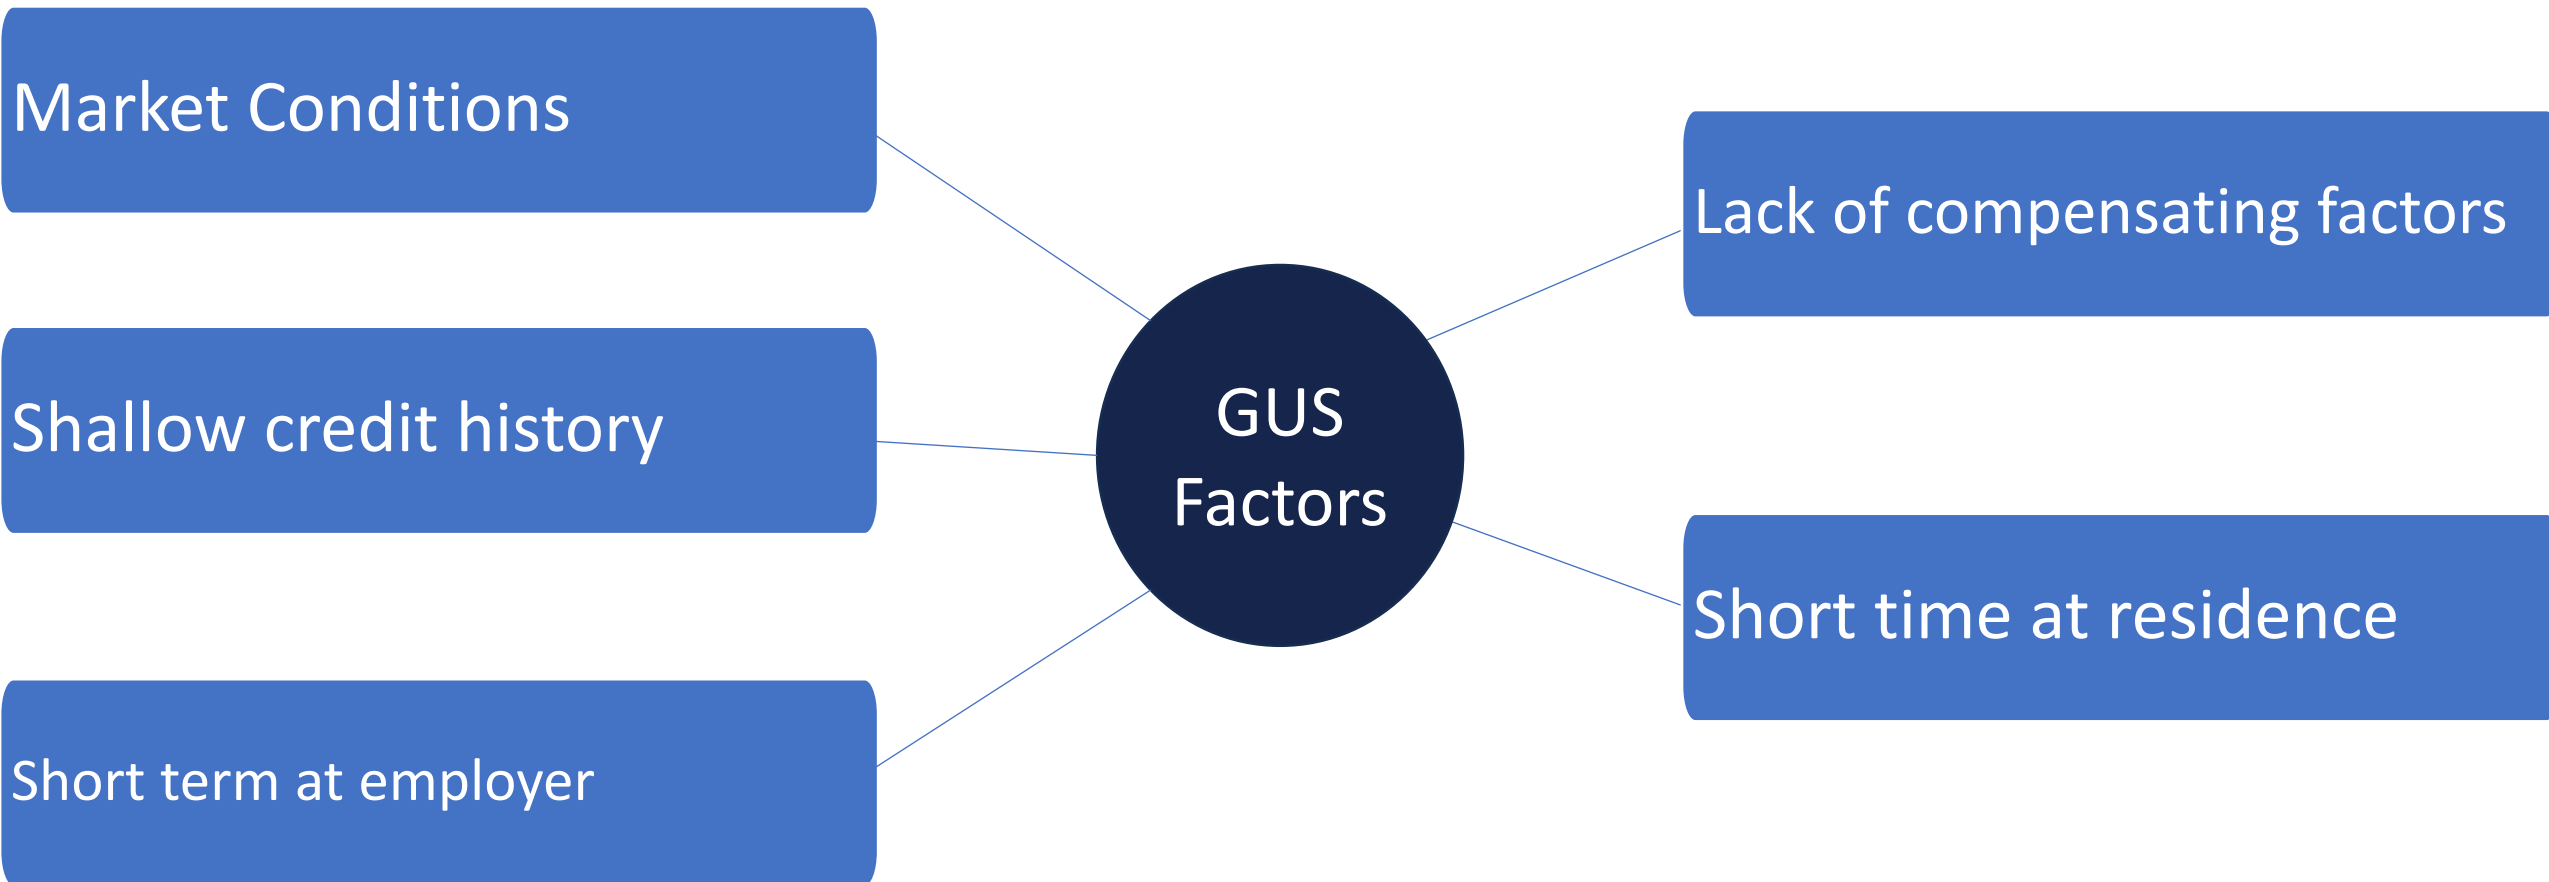 Market Conditions
Shallow credit history
Short term at employer
GUS
Factors
Lack of compensating factors
Short time at residence